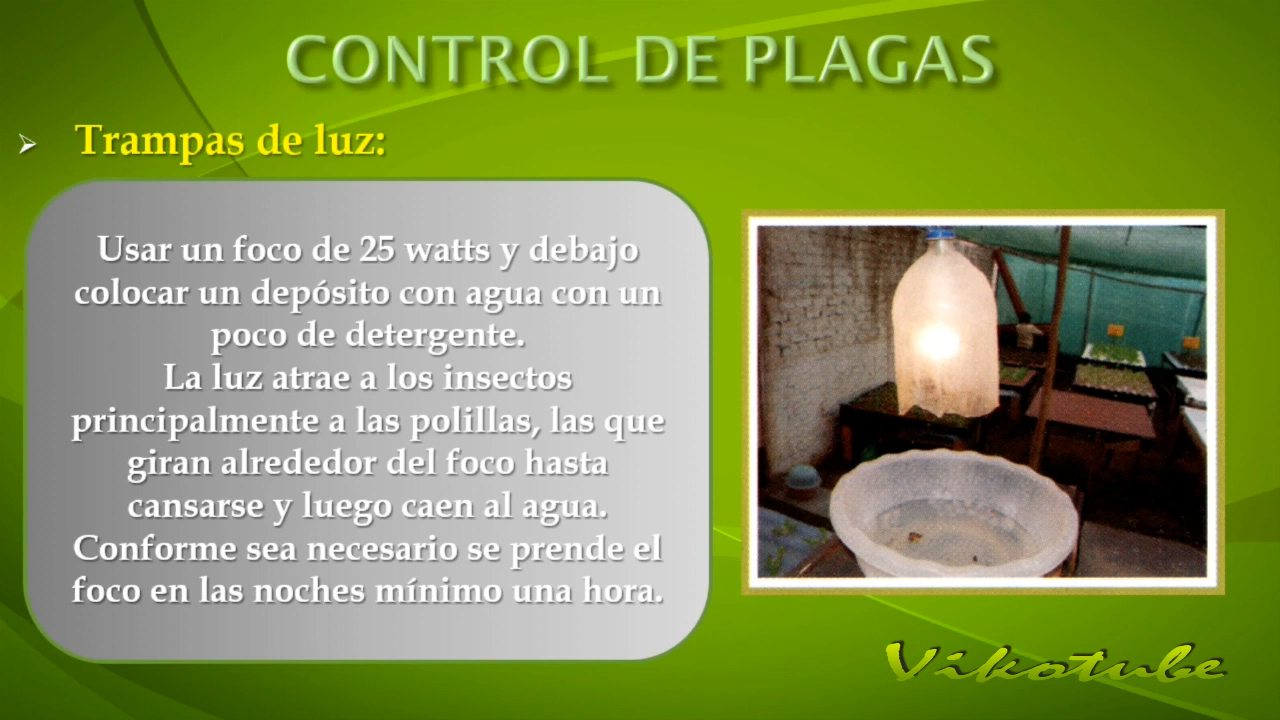 CONTROL DE PLAGAS
Trampas de luz:
Usar un foco de 25 watts y debajo
colocar un depósito con agua con un
poco de detergente.
La luz atrae a los insectos
principalmente a las polillas, las que
giran alrededor del foco hasta
cansarse y luego caen al agua.
Conforme sea necesario se prende el
foco en las noches mínimo una hora.
Vikotube